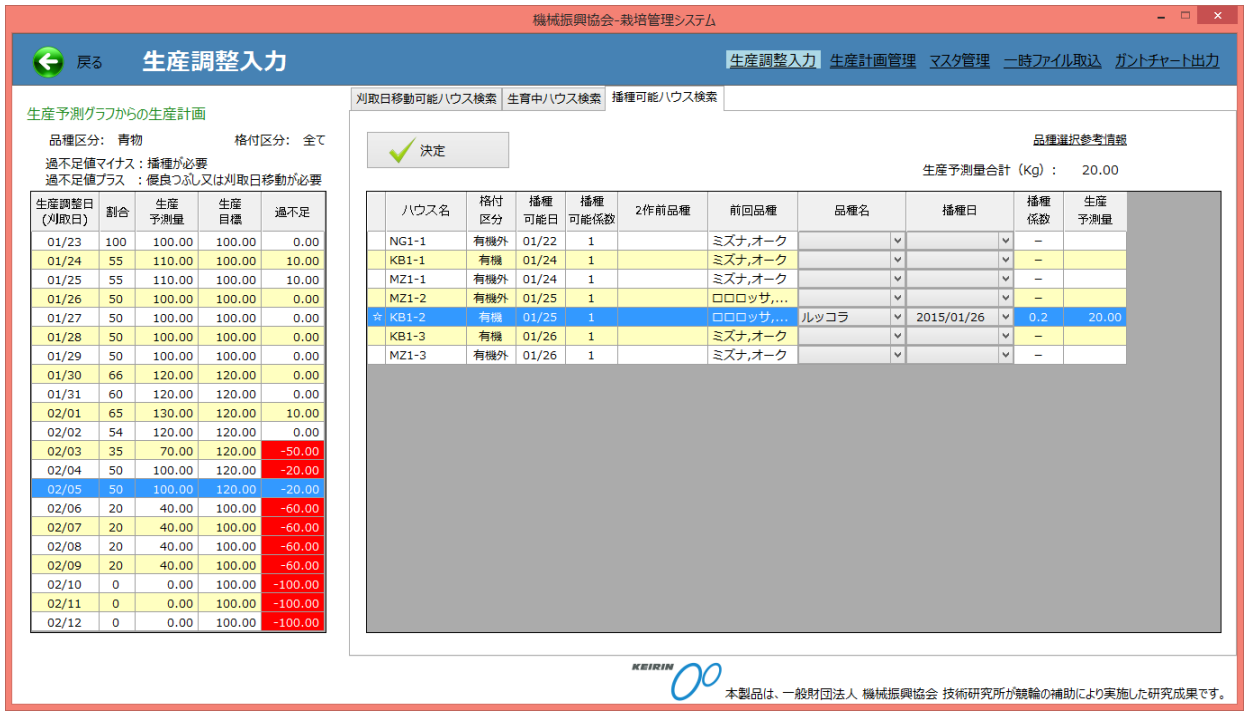 機械振興協会-栽培管理システム
戻る 生産調整入力 生産調整入力 生産計画管理 マスタ管理 一時ファイル取込 ガントチャート出力
生産予測グラフからの生産計画
品種区分： 青物 格付区分： 全て
過不足値マイナス：播種が必要
過不足値プラス ：優良つぶし又は刈取日移動が必要
生産調整日 (刈取日) 割合 生産 予測量 生産 目標 過不足
01/23 100 100.00 100.00 0.00
01/24 55 110.00 100.00 10.00
01/25 55 110.00 100.00 10.00
01/26 50 100.00 100.00 0.00
01/27 50 100.00 100.00 0.00
01/28 50 100.00 100.00 0.00
01/29 50 100.00 100.00 0.00
01/30 66 120.00 120.00 0.00
01/31 60 120.00 120.00 0.00
02/01 65 130.00 120.00 10.00
02/02 54 120.00 120.00 0.00
02/03 35 70.00 120.00 -50.00
02/04 50 100.00 120.00 -20.00
02/05 50 100.00 120.00 -20.00
02/06 20 40.00 100.00 -60.00
02/07 20 40.00 100.00 -60.00
02/08 20 40.00 100.00 -60.00
02/09 20 40.00 100.00 -60.00
02/10 0 0.00 100.00 -100.00
02/11 0 0.00 100.00 -100.00
02/12 0 0.00 100.00 -100.00
刈取日移動可能ハウス検索 生育中ハウス検索 播種可能ハウス検索
決定
品種選択参考情報
生産予測量合計（Kg）： 20.00
ハウス名 格付 区分 播種 可能日 播種 可能係数 2作前品種 前回品種 品種名 播種日 播種 係数 生産 予測量
NG1-1 有機外 01/22 1 ミズナ,オーク –
KB1-1 有機 01/24 1 ミズナ,オーク –
MZ1-1 有機外 01/24 1 ミズナ,オーク –
MZ1-2 有機外 01/25 1 ロロロッサ,... –
☆ KB1-2 有機 01/25 1 ロロロッサ,... ルッコラ 2015/01/26 0.2 20.00
KB1-3 有機 01/26 1 ミズナ,オーク –
MZ1-3 有機外 01/26 1 ミズナ,オーク –
KEIRIN
本製品は、一般財団法人 機械振興協会 技術研究所が競輪の補助により実施した研究成果です。